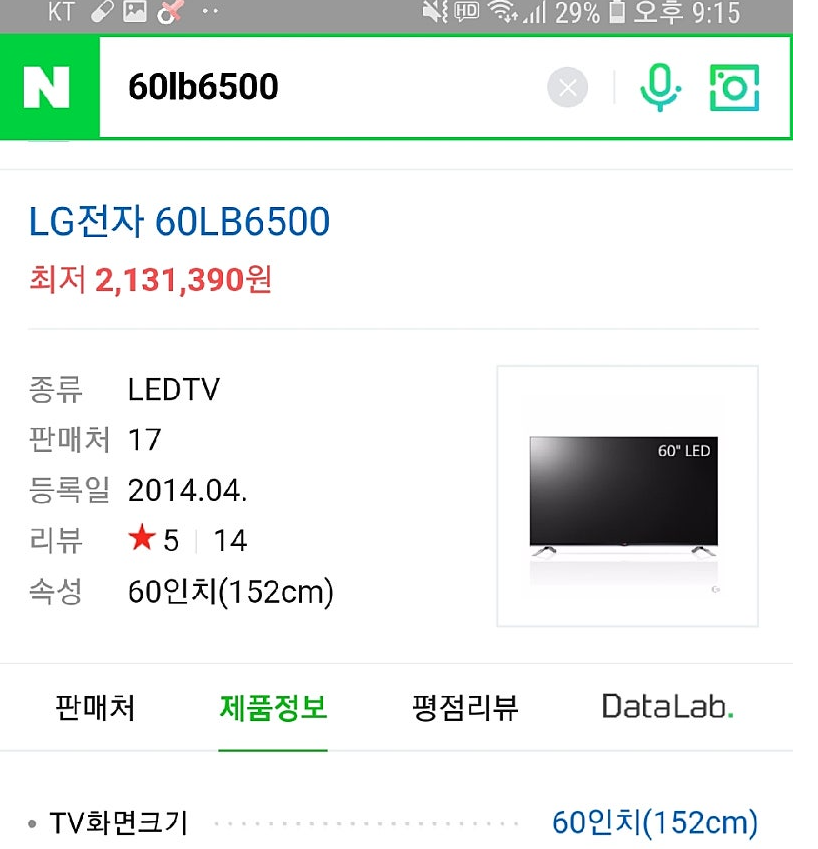 KT HD 29% 오후 9:15
N 60lb6500
LG전자 60LB6500
최저 2,131,390원
종류 LEDTV
판매처 17
등록일 2014.04.
리뷰 ★ 5 | 14
속성 60인치(152cm)
60" LED
판매처 제품정보 평점리뷰 DataLab.
• TV화면크기 60인치(152cm)